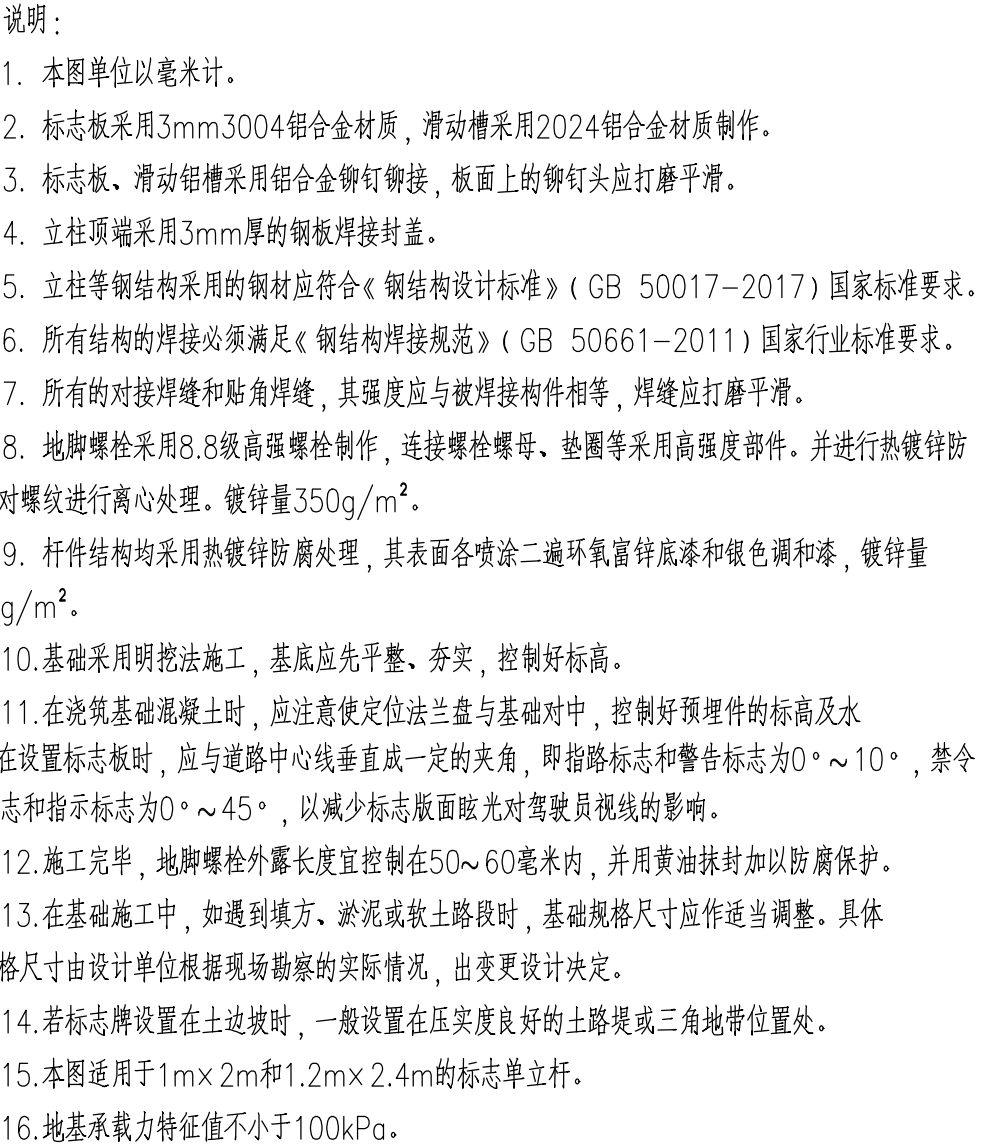 说明：
1. 本图单位以毫米计。
2. 标志板采用3mm3004铝合金材质，滑动槽采用2024铝合金材质制作。
3. 标志板、滑动铝槽采用铝合金铆钉铆接，板面上的铆钉头应打磨平滑。
4. 立柱顶端采用3mm厚的钢板焊接封盖。
5. 立柱等钢结构采用的钢材应符合《钢结构设计标准》(GB 50017-2017)国家标准要求。
6. 所有结构的焊接必须满足《钢结构焊接规范》(GB 50661-2011)国家行业标准要求。
7. 所有的对接焊缝和贴角焊缝，其强度应与被焊接构件相等，焊缝应打磨平滑。
8. 地脚螺栓采用8.8级高强螺栓制作，连接螺栓螺母、垫圈等采用高强度部件。并进行热镀锌防
对螺纹进行离心处理。镀锌量350g/m²。
9. 杆件结构均采用热镀锌防腐处理，其表面各喷涂二遍环氧富锌底漆和银色调和漆，镀锌量
g/m²。
10.基础采用明挖法施工，基底应先平整、夯实，控制好标高。
11.在浇筑基础混凝土时，应注意使定位法兰盘与基础对中，控制好预埋件的标高及水
在设置标志板时，应与道路中心线垂直成一定的夹角，即指路标志和警告标志为0°~10°，禁令
志和指示标志为0°~45°，以减少标志版面眩光对驾驶员视线的影响。
12.施工完毕，地脚螺栓外露长度宜控制在50~60毫米内，并用黄油抹封加以防腐保护。
13.在基础施工中，如遇到填方、淤泥或软土路段时，基础规格尺寸应作适当调整。具体
格尺寸由设计单位根据现场勘察的实际情况，出变更设计决定。
14.若标志牌设置在土边坡时，一般设置在压实度良好的土路堤或三角地带位置处。
15.本图适用于1m×2m和1.2m×2.4m的标志单立杆。
16.地基承载力特征值不小于100kPa。